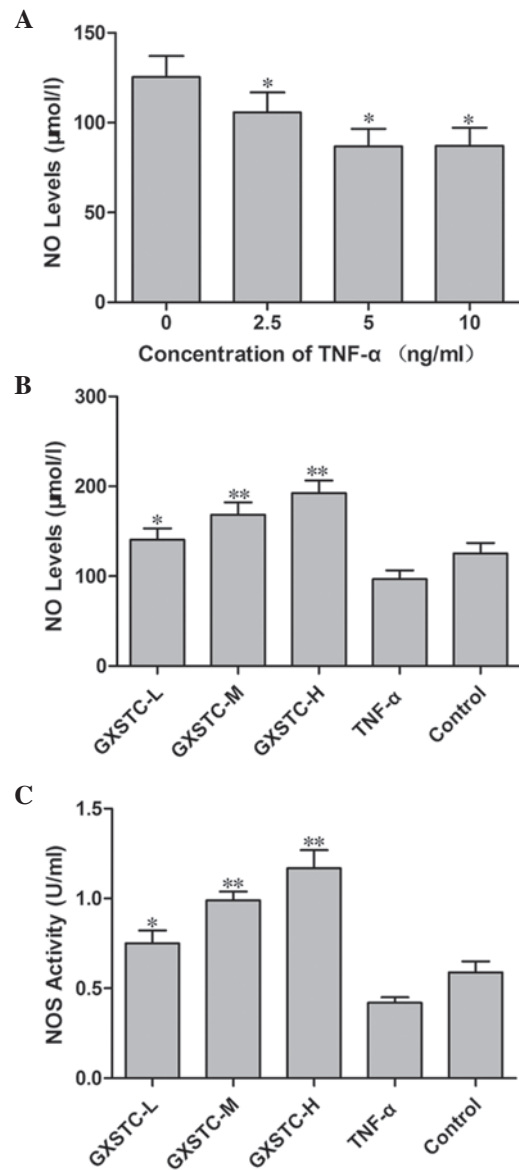 A
NO Levels (μmol/l)
150
100
50
0
*
*
*
0 2.5 5 10
Concentration of TNF-α （ng/ml）
B
NO Levels (μmol/l)
300
200
100
0
*
**
**
GXSTC-L GXSTC-M GXSTC-H TNF-α Control
C
NOS Activity (U/ml)
1.5
1.0
0.5
0.0
*
**
**
GXSTC-L GXSTC-M GXSTC-H TNF-α Control